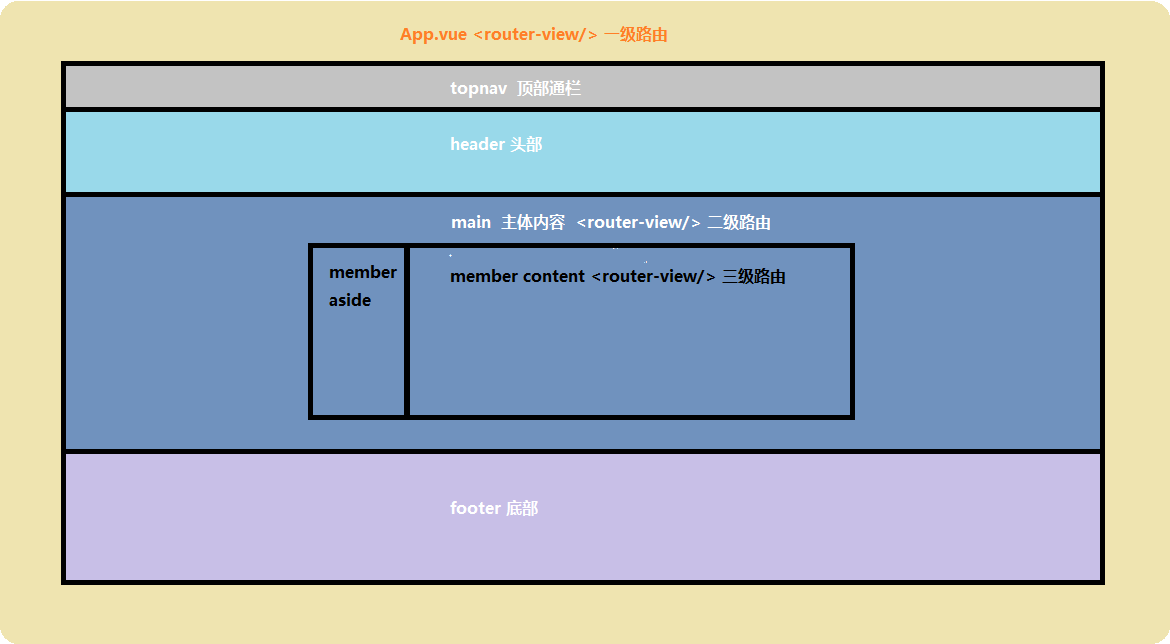 App.vue <router-view/> 一级路由
topnav 顶部通栏
header 头部
main 主体内容 <router-view/> 二级路由
member
aside
member content <router-view/> 三级路由
footer 底部